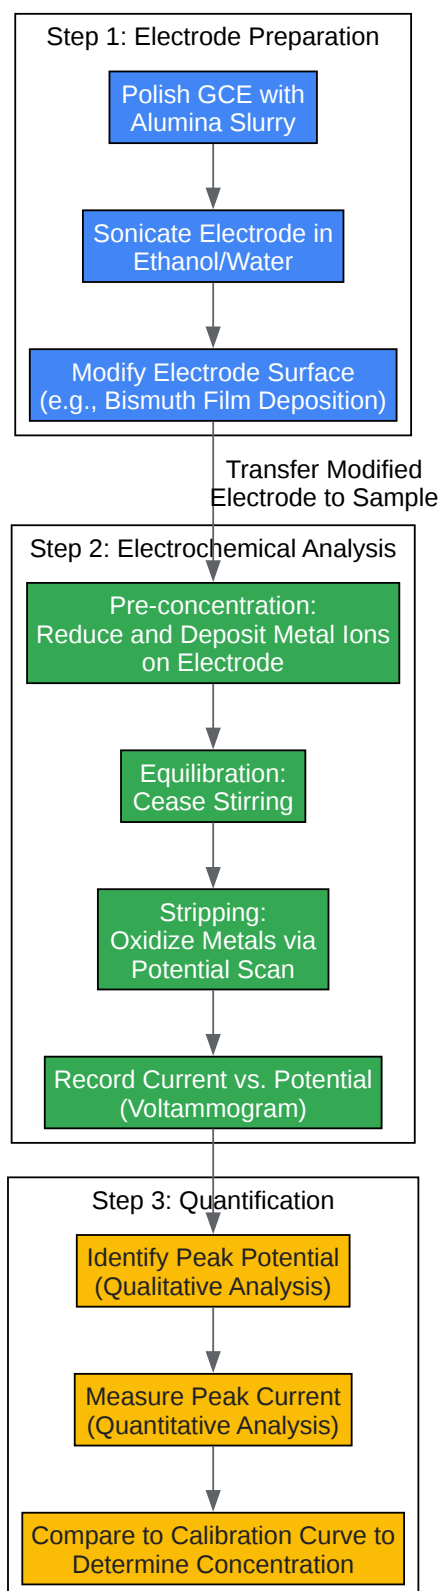 Step 1: Electrode Preparation
Polish GCE with
Alumina Slurry
Sonicate Electrode in
Ethanol/Water
Modify Electrode Surface
(e.g., Bismuth Film Deposition)
Transfer Modified
Electrode to Sample
Step 2: Electrochemical Analysis
Pre-concentration:
Reduce and Deposit Metal Ions
on Electrode
Equilibration:
Cease Stirring
Stripping:
Oxidize Metals via
Potential Scan
Record Current vs. Potential
(Voltammogram)
Step 3: Quantification
Identify Peak Potential
(Qualitative Analysis)
Measure Peak Current
(Quantitative Analysis)
Compare to Calibration Curve to
Determine Concentration